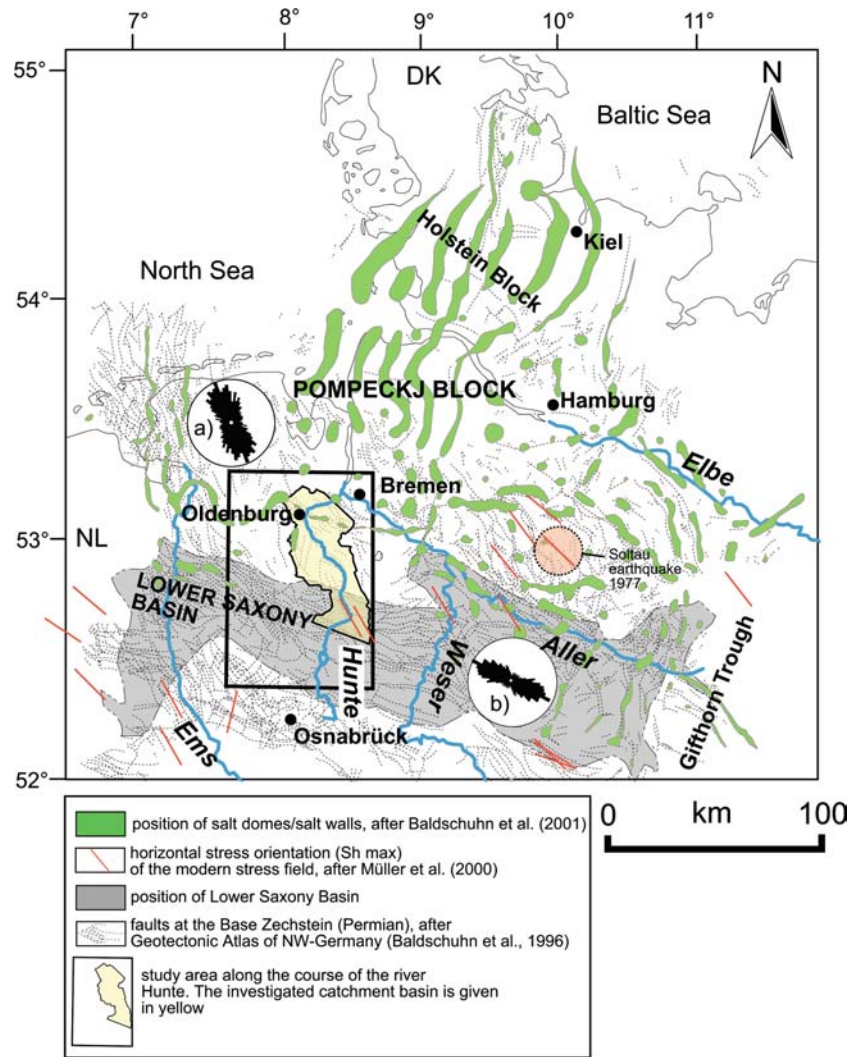 7° 8° 9° 10° 11°
55°
DK
N
Baltic Sea
Holstein Block
Kiel
North Sea
54°
POMPECKJ BLOCK
Hamburg
a)
Elbe
Bremen
Oldenburg
53°
NL
Soltau
earthquake
1977
LOWER SAXONY
BASIN
Aller
Weser
Hunte
b)
Gifthorn Trough
Ems
Osnabrück
52°
position of salt domes/salt walls, after Baldschuhn et al. (2001)
horizontal stress orientation (Sh max)
of the modern stress field, after Müller et al. (2000)
position of Lower Saxony Basin
faults at the Base Zechstein (Permian), after
Geotectonic Atlas of NW-Germany (Baldschuhn et al., 1996)
study area along the course of the river
Hunte. The investigated catchment basin is given
in yellow
0 km 100